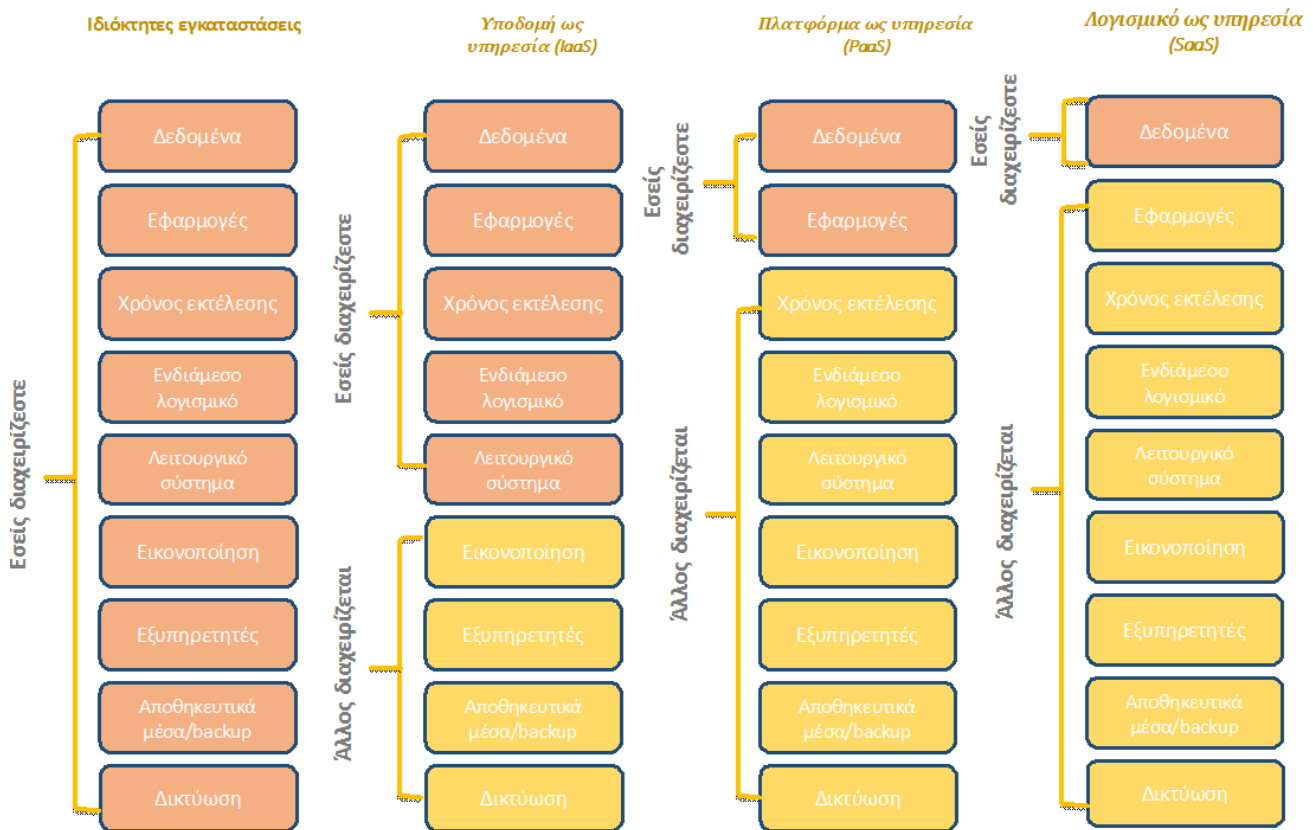 Ιδιόκτητες εγκαταστάσεις
Εσείς διαχειρίζεστε
Δεδομένα
Εφαρμογές
Χρόνος εκτέλεσης
Ενδιάμεσο
λογισμικό
Λειτουργικό
σύστημα
Εικονοποίηση
Εξυπηρετητές
Αποθηκευτικά
μέσα/backup
Δικτύωση
Υποδομή ως
υπηρεσία (IaaS)
Εσείς διαχειρίζεστε
Δεδομένα
Εφαρμογές
Χρόνος εκτέλεσης
Ενδιάμεσο
λογισμικό
Λειτουργικό
σύστημα
Άλλος διαχειρίζεται
Εικονοποίηση
Εξυπηρετητές
Αποθηκευτικά
μέσα/backup
Δικτύωση
Πλατφόρμα ως υπηρεσία
(PaaS)
Εσείς
διαχειρίζεστε
Δεδομένα
Εφαρμογές
Άλλος διαχειρίζεται
Χρόνος εκτέλεσης
Ενδιάμεσο
λογισμικό
Λειτουργικό
σύστημα
Εικονοποίηση
Εξυπηρετητές
Αποθηκευτικά
μέσα/backup
Δικτύωση
Λογισμικό ως υπηρεσία
(SaaS)
Εσείς
διαχειρίζεστε
Δεδομένα
Άλλος διαχειρίζεται
Εφαρμογές
Χρόνος εκτέλεσης
Ενδιάμεσο
λογισμικό
Λειτουργικό
σύστημα
Εικονοποίηση
Εξυπηρετητές
Αποθηκευτικά
μέσα/backup
Δικτύωση